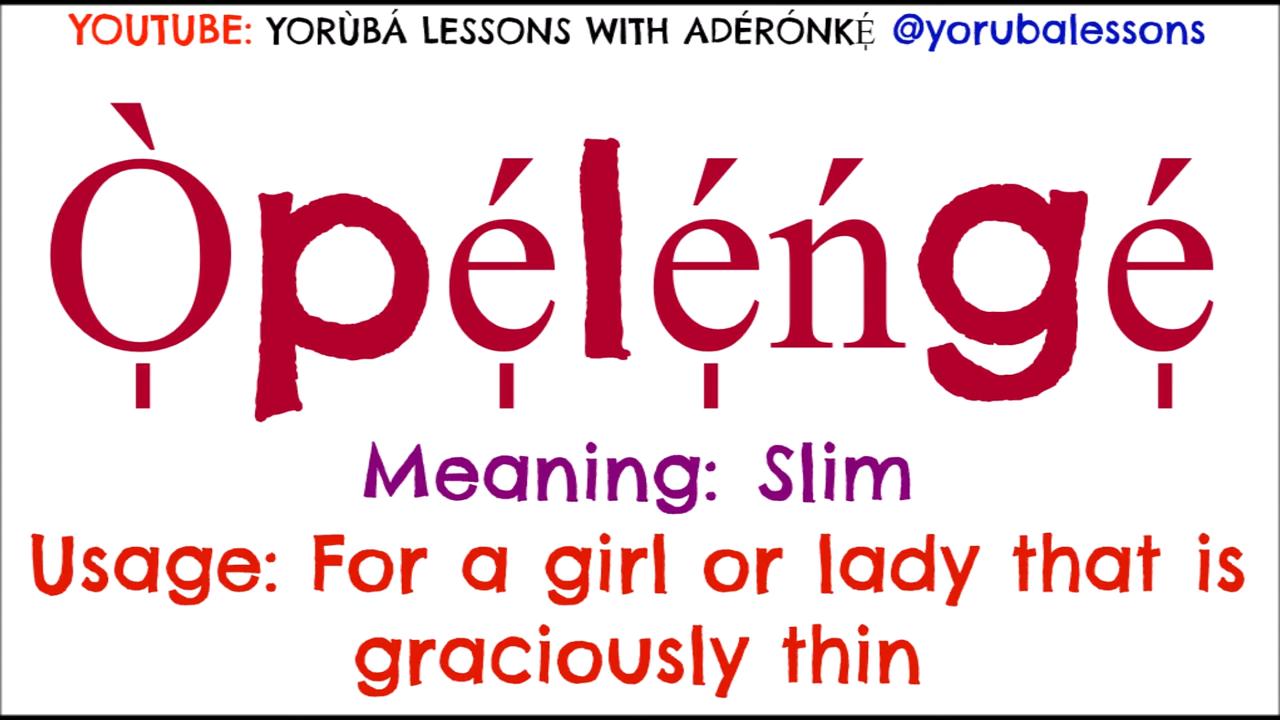 YOUTUBE: YORÙBÁ LESSONS WITH ADÉRÓNKẸ́ @yorubalessons
Ọ̀pẹ́lẹ́ńgẹ́
Meaning: Slim
Usage: For a girl or lady that is
graciously thin